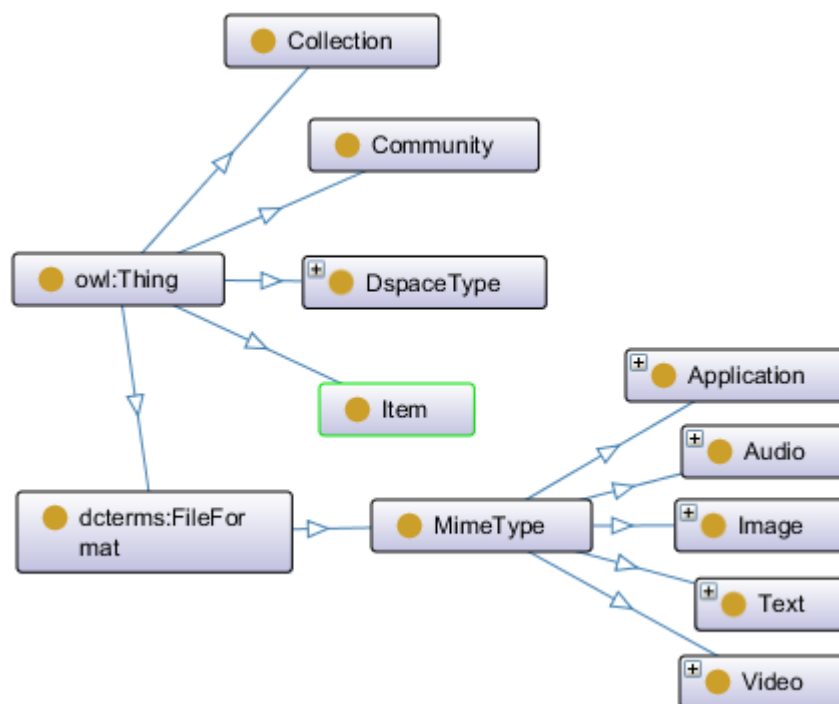 Collection
Community
owl:Thing
DspaceType
Application
Item
Audio
dcterms:FileFor
mat
MimeType
Image
Text
Video